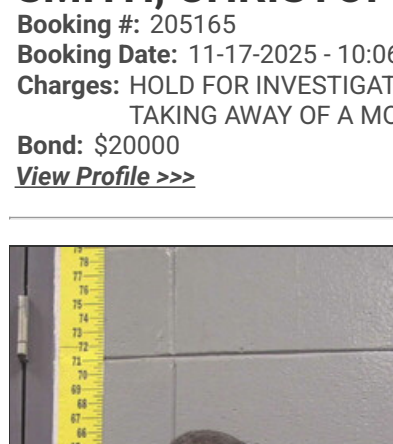 Booking #: 205165
Booking Date: 11-17-2025 - 10:06
Charges: HOLD FOR INVESTIGAT
TAKING AWAY OF A MO
Bond: $20000
View Profile >>>
78
77
76
75
74
73
72
71
70
69
68
67
66